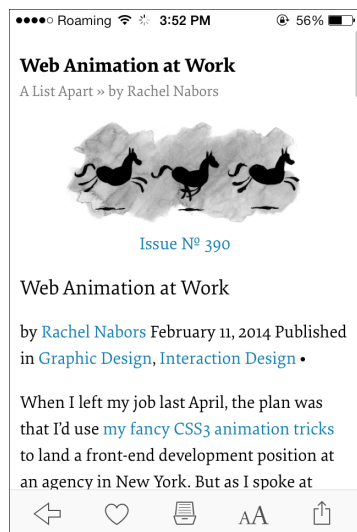 Roaming 3:52 PM 56%
Web Animation at Work
A List Apart » by Rachel Nabors
Issue № 390
Web Animation at Work
by Rachel Nabors February 11, 2014 Published
in Graphic Design, Interaction Design •
When I left my job last April, the plan was
that I’d use my fancy CSS3 animation tricks
to land a front-end development position at
an agency in New York. But as I spoke at
AA